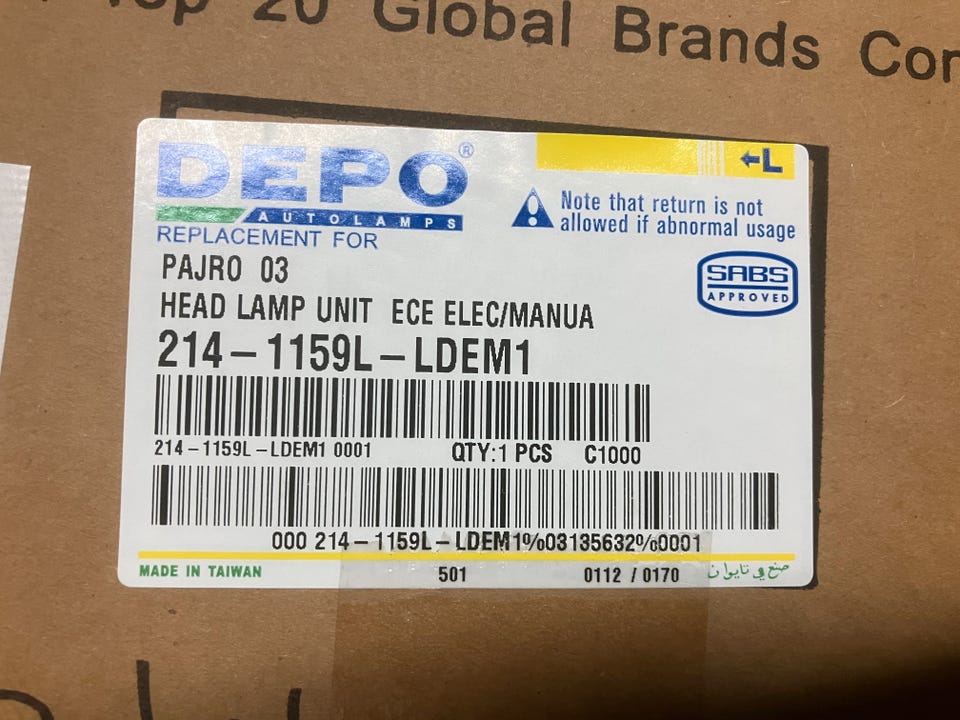 Top 20 Global Brands
DEPO®
AUTOLAMPS
REPLACEMENT FOR
←L
Note that return is not
allowed if abnormal usage
SABS
APPROVED
PAJRO 03
HEAD LAMP UNIT ECE ELEC/MANUA
214-1159L-LDEM1
214-1159L-LDEM1 0001 QTY:1 PCS C1000
000 214-1159L-LDEM1%03135632%0001
MADE IN TAIWAN 501 0112 / 0170 صنع في تايوان